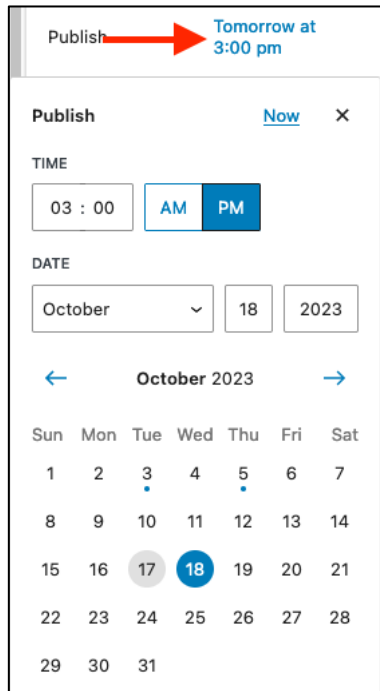 Publish Tomorrow at
3:00 pm
Publish Now ×
TIME
03 : 00 AM PM
DATE
October 18 2023
October 2023
Sun Mon Tue Wed Thu Fri Sat
1 2 3 4 5 6 7
8 9 10 11 12 13 14
15 16 17 18 19 20 21
22 23 24 25 26 27 28
29 30 31